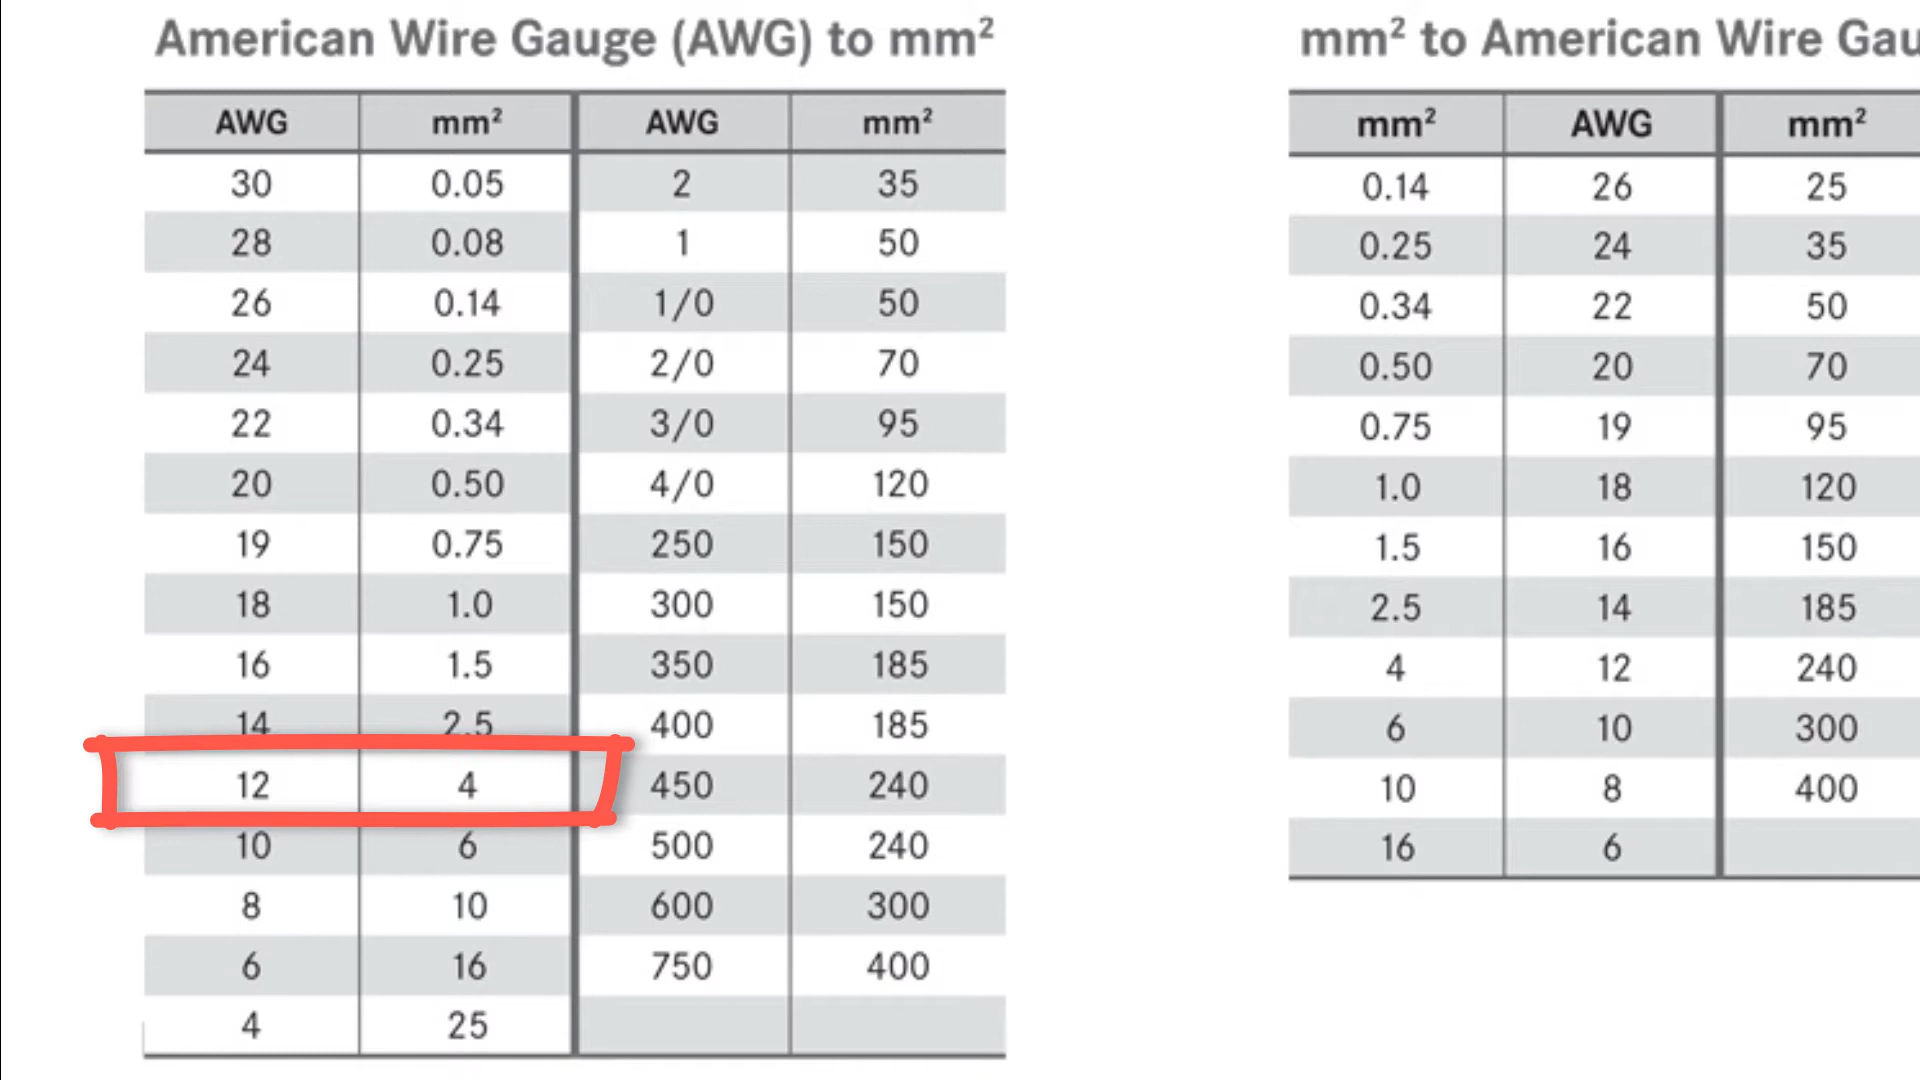 American Wire Gauge (AWG) to mm²
AWG mm² AWG mm²
30 0.05 2 35
28 0.08 1 50
26 0.14 1/0 50
24 0.25 2/0 70
22 0.34 3/0 95
20 0.50 4/0 120
19 0.75 250 150
18 1.0 300 150
16 1.5 350 185
14 2.5 400 185
12 4 450 240
10 6 500 240
8 10 600 300
6 16 750 400
4 25
mm² to American Wire Gau
mm² AWG mm²
0.14 26 25
0.25 24 35
0.34 22 50
0.50 20 70
0.75 19 95
1.0 18 120
1.5 16 150
2.5 14 185
4 12 240
6 10 300
10 8 400
16 6